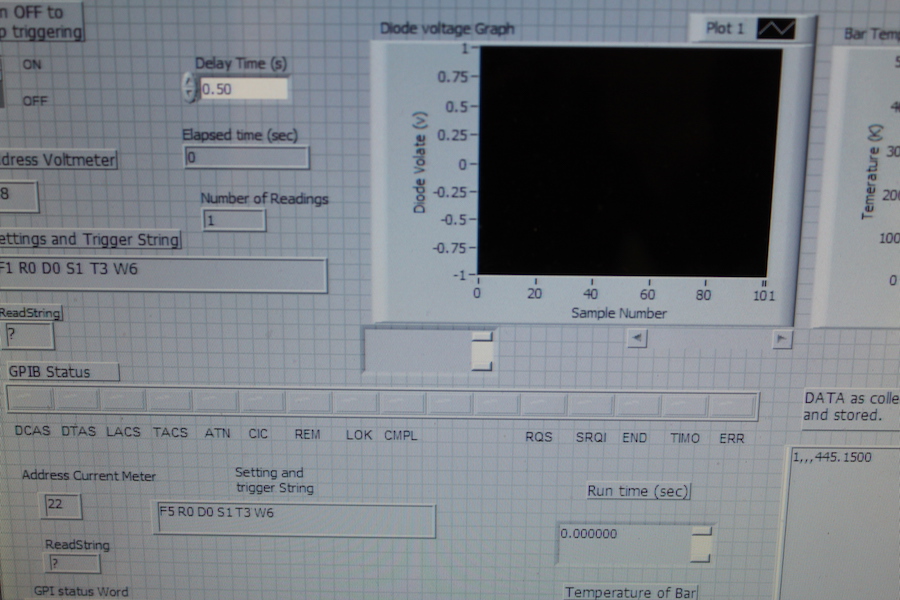 n OFF to
p triggering
ON
OFF
Delay Time (s)
0.50
Elapsed time (sec)
0
dress Voltmeter
8
Number of Readings
1
ettings and Trigger String
F1 R0 D0 S1 T3 W6
ReadString
?
Diode voltage Graph
Plot 1
Diode Volate (v)
1
0.75
0.5
0.25
0
-0.25
-0.5
-0.75
-1
0 20 40 60 80 101
Sample Number
Bar Temp
Temerature (K)
5
4
30
20
100
0
GPIB Status
DCAS DTAS LACS TACS ATN CIC REM LOK CMPL RQS SRQI END TIMO ERR
DATA as colle
and stored.
1,,,445.1500
Address Current Meter
22
Setting and
trigger String
F5 R0 D0 S1 T3 W6
ReadString
?
GPI status Word
Run time (sec)
0.000000
Temperature of Bar